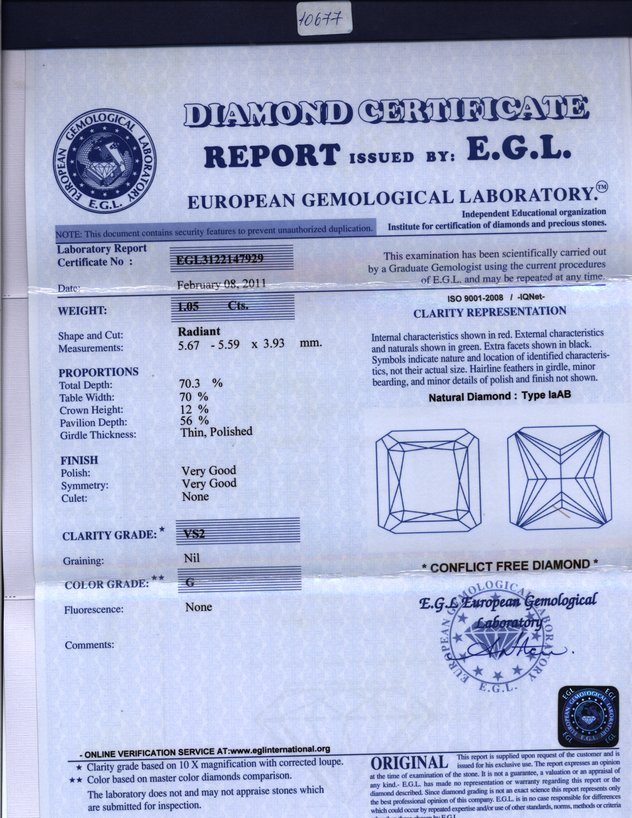 10677
DIAMOND CERTIFICATE
REPORT ISSUED BY: E.G.L.
EUROPEAN GEMOLOGICAL LABORATORY.™
EUROPEAN GEMOLOGICAL LABORATORY
E.G.L.
Independent Educational organization
Institute for certification of diamonds and precious stones.
NOTE: This document contains security features to prevent unauthorized duplication.
Laboratory Report
Certificate No : EGL3122147929
Date: February 08, 2011
WEIGHT: 1.05 Cts.
Shape and Cut: Radiant
Measurements: 5.67 - 5.59 x 3.93 mm.
PROPORTIONS
Total Depth: 70.3 %
Table Width: 70 %
Crown Height: 12 %
Pavilion Depth: 56 %
Girdle Thickness: Thin, Polished
FINISH
Polish: Very Good
Symmetry: Very Good
Culet: None
CLARITY GRADE: * VS2
Graining: Nil
COLOR GRADE: ** G
Fluorescence: None
Comments:
This examination has been scientifically carried out
by a Graduate Gemologist using the current procedures
of E.G.L. and may be repeated at any time.
ISO 9001-2008 / -IQNet-
CLARITY REPRESENTATION
Internal characteristics shown in red. External characteristics
and naturals shown in green. Extra facets shown in black.
Symbols indicate nature and location of identified characteris-
tics, not their actual size. Hairline feathers in girdle, minor
bearding, and minor details of polish and finish not shown.
Natural Diamond : Type IaAB
* CONFLICT FREE DIAMOND *
E.G.L European Gemological
Laboratory
EUROPEAN GEMOLOGICAL LABORATORY
E.G.L.
EGL EGL
EUROPEAN GEMOLOGICAL LABORATORY
EGL EGL
- ONLINE VERIFICATION SERVICE AT:www.eglinternational.org
★ Clarity grade based on 10 X magnification with corrected loupe.
★★ Color based on master color diamonds comparison.
The laboratory does not and may not appraise stones which
are submitted for inspection.
ORIGINAL This report is supplied upon request of the customer and is
issued for his exclusive use. The report expresses an opinion
at the time of examination of the stone. It is not a guarantee, a valuation or an appraisal of
any kind.- E.G.L. has made no representation or warranty regarding this report or the
diamond described. Since diamond grading is not an exact science this report represents only
the best professional opinion of this company. E.G.L. is in no case responsible for differences
which could occur by repeated expertise and/or use of other standards, norms, methods or criteria